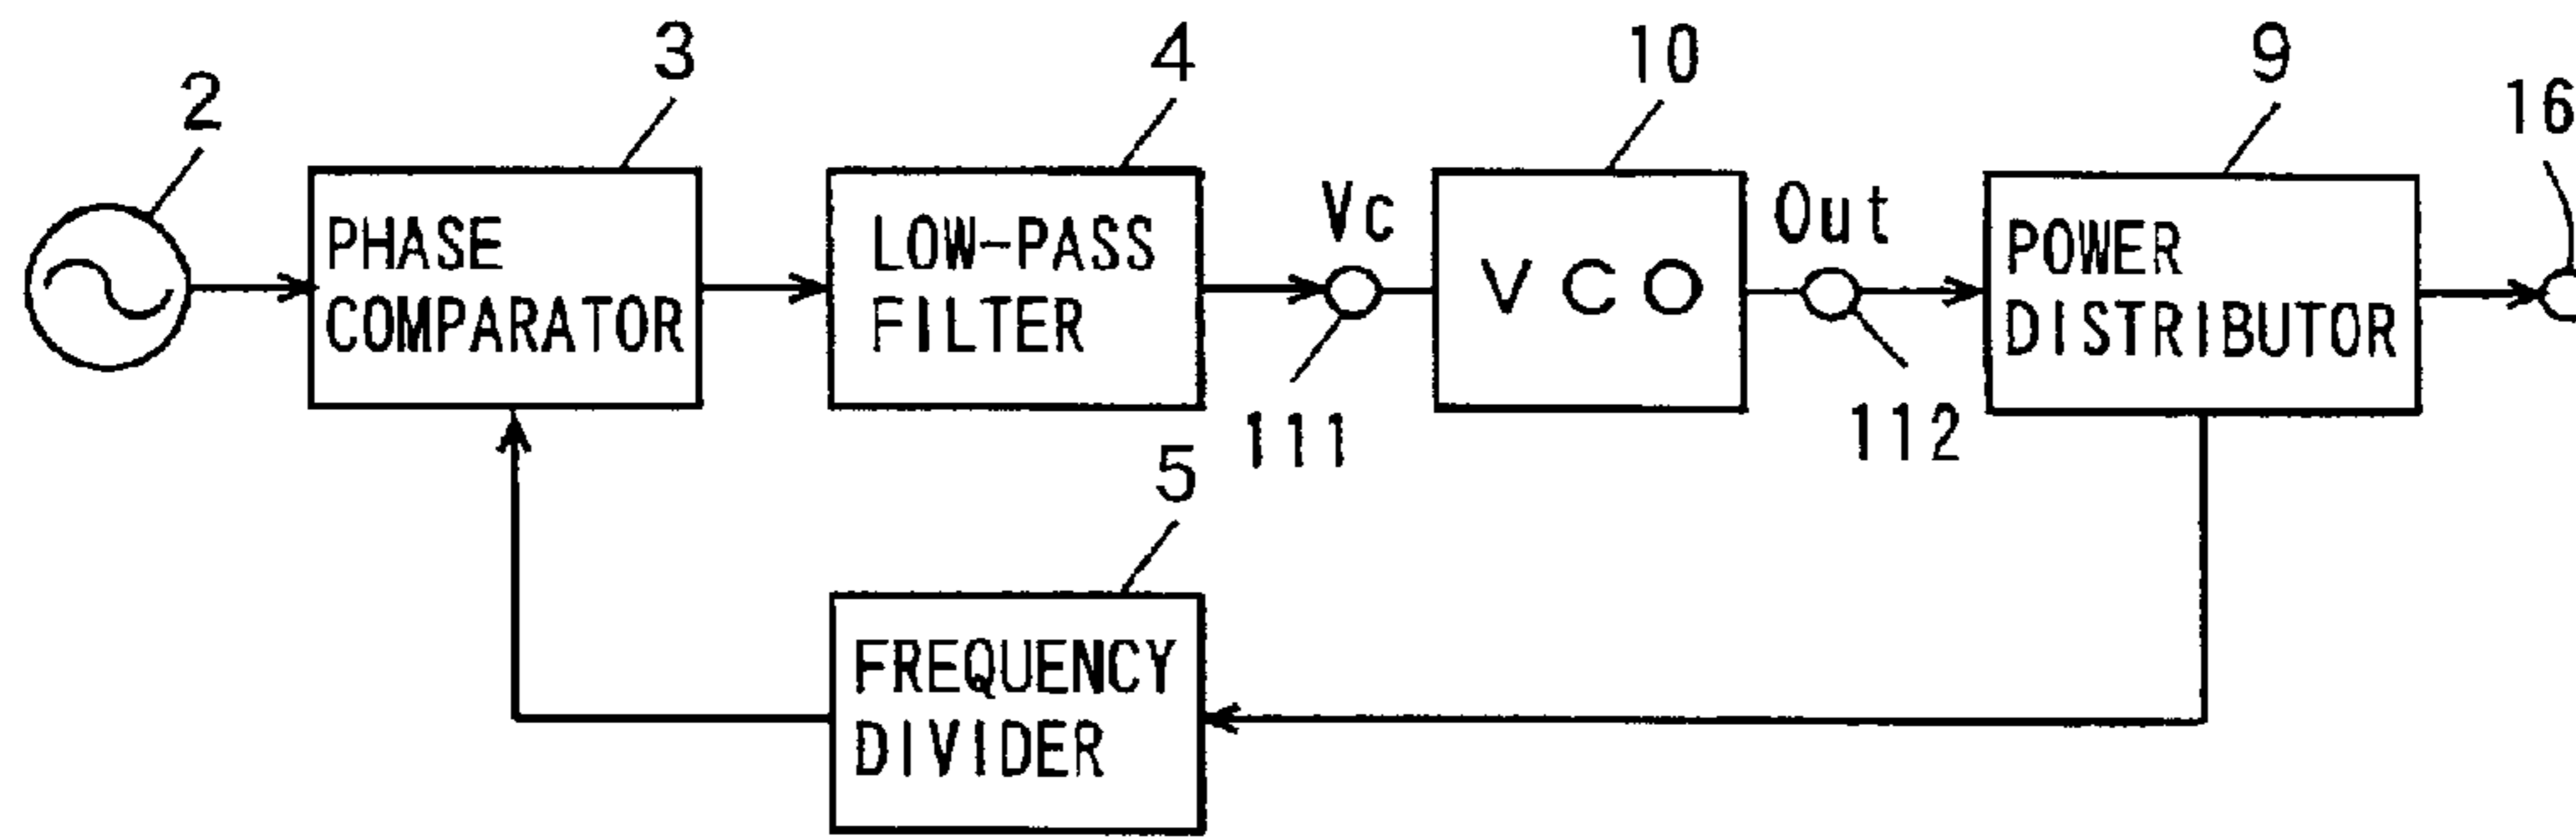 2
3
4
10
9
16
PHASE
COMPARATOR
LOW-PASS
FILTER
Vc
VCO
Out
POWER
DISTRIBUTOR
111
112
5
FREQUENCY
DIVIDER